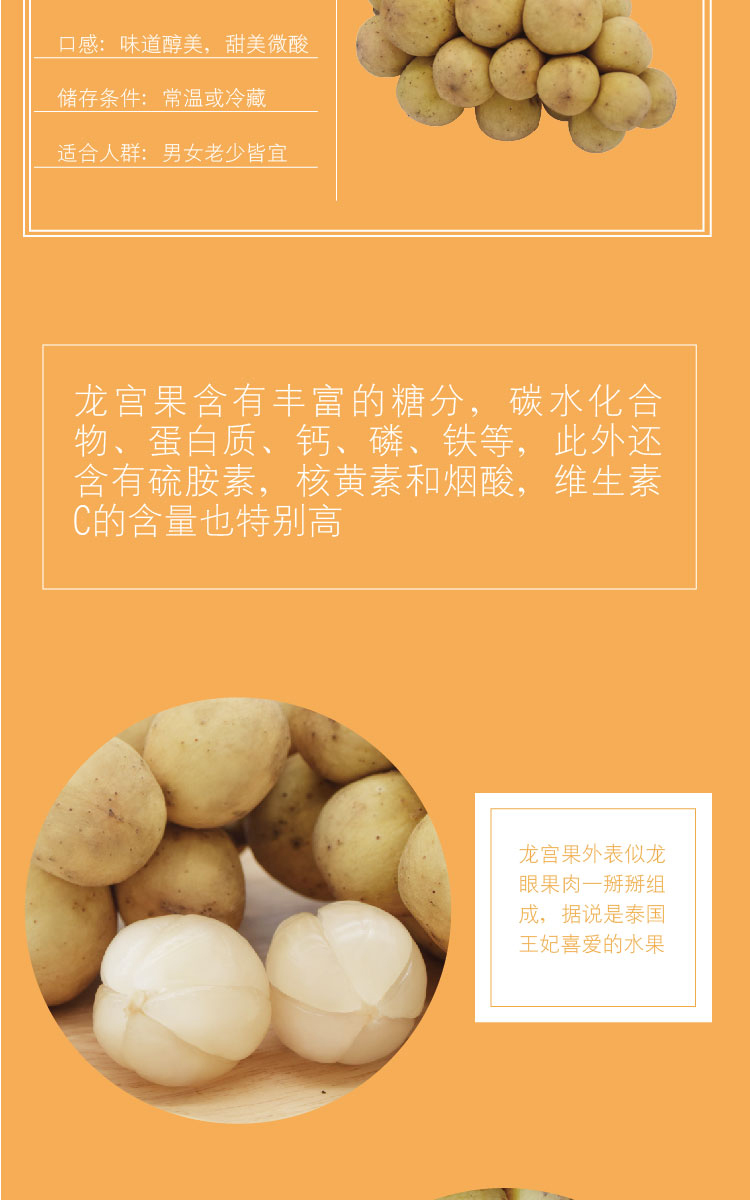 口感：味道醇美，甜美微酸
储存条件：常温或冷藏
适合人群：男女老少皆宜
龙宫果含有丰富的糖分，碳水化合
物、蛋白质、钙、磷、铁等，此外还
含有硫胺素，核黄素和烟酸，维生素
C的含量也特别高
龙宫果外表似龙
眼果肉一掰掰组
成，据说是泰国
王妃喜爱的水果